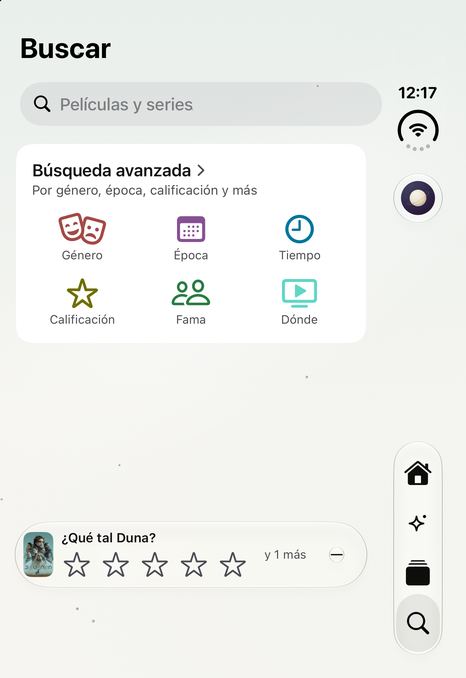 Buscar
12:17
Películas y series
Búsqueda avanzada
Por género, época, calificación y más
Género
Época
Tiempo
Calificación
Fama
Dónde
¿Qué tal Duna?
y 1 más